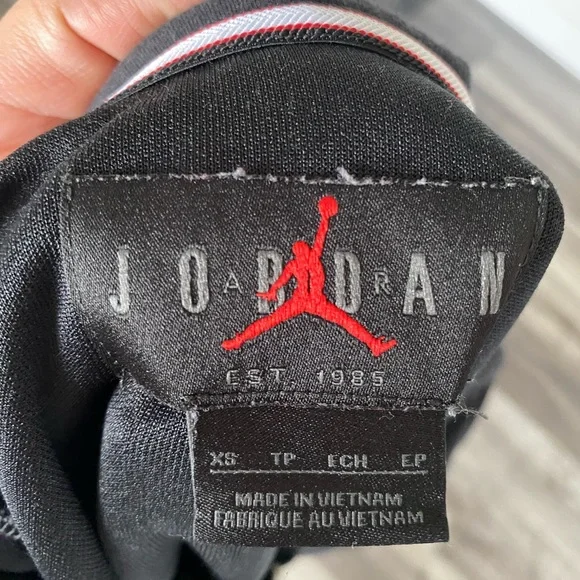 JORDAN
AIR
EST. 1985
XS TP ECH EP
MADE IN VIETNAM
FABRIQUE AU VIETNAM